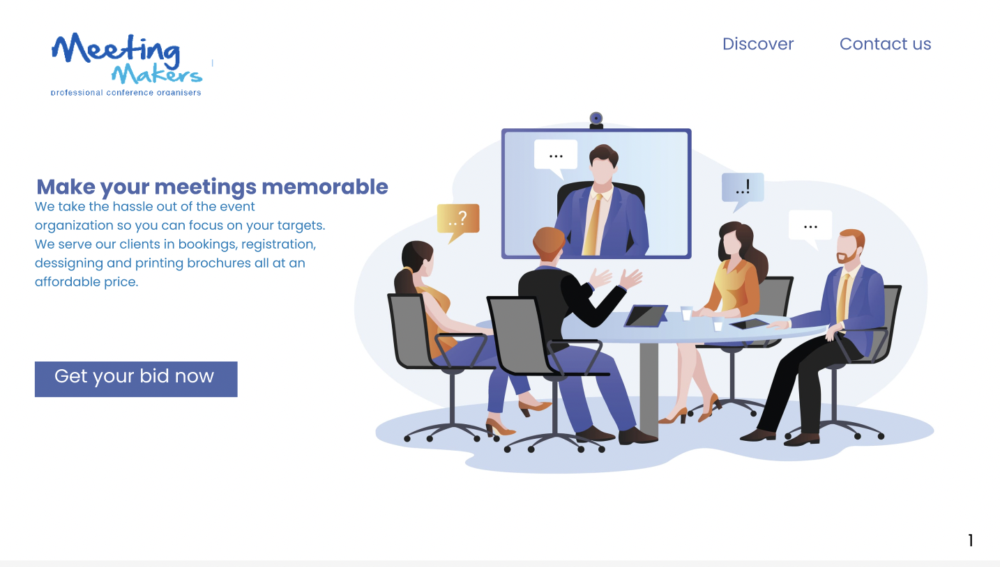 Meeting
Makers
professional conference organisers
Discover Contact us
...
..!
Make your meetings memorable
We take the hassle out of the event
organization so you can focus on your targets.
We serve our clients in bookings, registration,
dessigning and printing brochures all at an
affordable price.
..?
...
Get your bid now
1